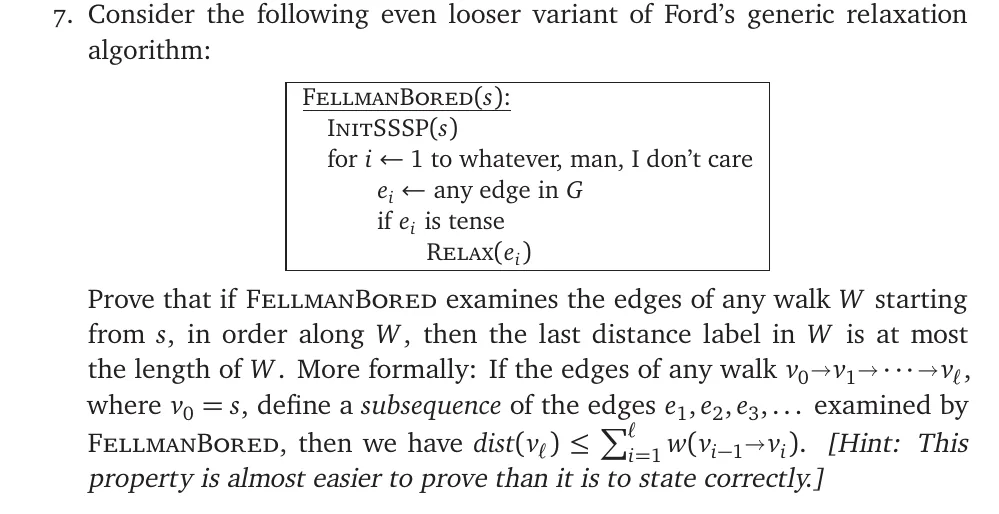 7. Consider the following even looser variant of Ford's generic relaxation
algorithm:
FELLMANBORED(s):
INITSSSP(s)
for i ← 1 to whatever, man, I don't care
eᵢ ← any edge in G
if eᵢ is tense
RELAX(eᵢ)
Prove that if FELLMANBORED examines the edges of any walk W starting
from s, in order along W, then the last distance label in W is at most
the length of W. More formally: If the edges of any walk v₀→v₁→···→vℓ,
where v₀ = s, define a subsequence of the edges e₁, e₂, e₃, ... examined by
FELLMANBORED, then we have dist(vℓ) ≤ ∑ℓi=1 w(vᵢ₋₁→vᵢ). [Hint: This
property is almost easier to prove than it is to state correctly.]